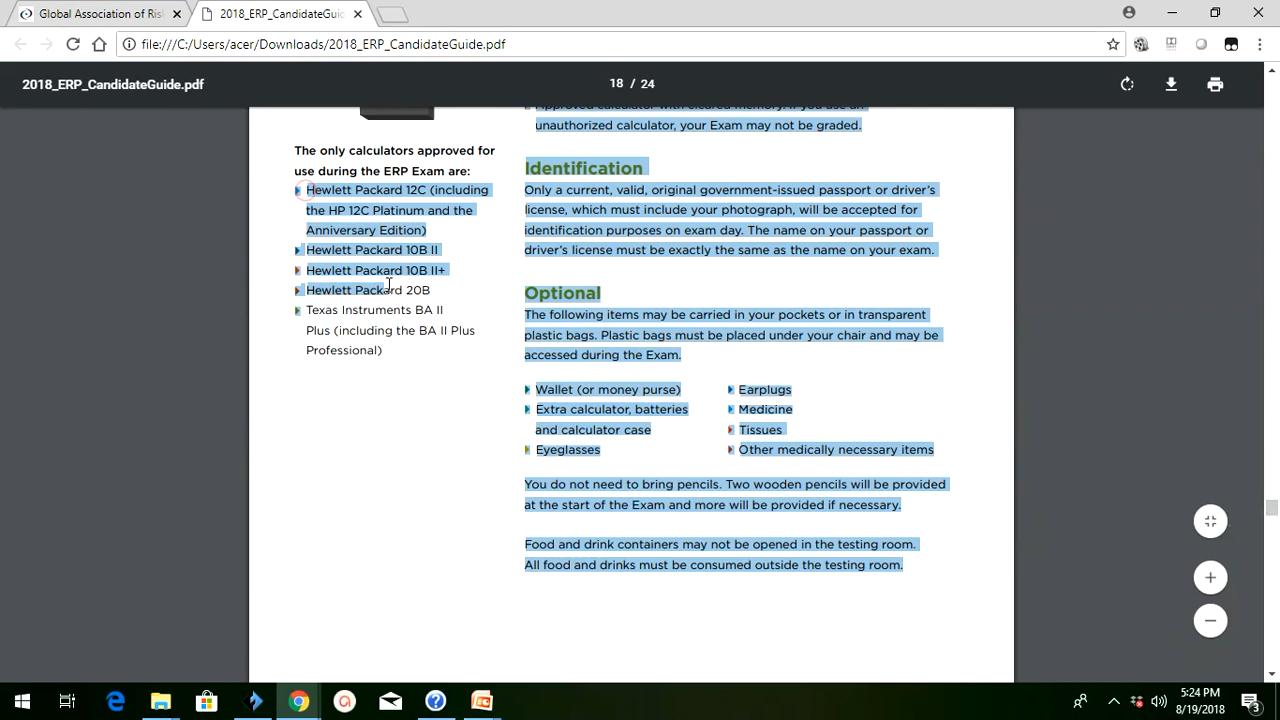 Global Association of Ris
2018_ERP_CandidateGui
file:///C:/Users/acer/Downloads/2018_ERP_CandidateGuide.pdf
2018_ERP_CandidateGuide.pdf
18 / 24
The only calculators approved for
use during the ERP Exam are:
Hewlett Packard 12C (including
the HP 12C Platinum and the
Anniversary Edition)
Hewlett Packard 10B II
Hewlett Packard 10B II+
Hewlett Packard 20B
Texas Instruments BA II
Plus (including the BA II Plus
Professional)
Approved calculator with cleared memory. If you use an
unauthorized calculator, your Exam may not be graded.
Identification
Only a current, valid, original government-issued passport or driver's
license, which must include your photograph, will be accepted for
identification purposes on exam day. The name on your passport or
driver's license must be exactly the same as the name on your exam.
Optional
The following items may be carried in your pockets or in transparent
plastic bags. Plastic bags must be placed under your chair and may be
accessed during the Exam.
Wallet (or money purse)
Extra calculator, batteries
and calculator case
Eyeglasses
Earplugs
Medicine
Tissues
Other medically necessary items
You do not need to bring pencils. Two wooden pencils will be provided
at the start of the Exam and more will be provided if necessary.
Food and drink containers may not be opened in the testing room.
All food and drinks must be consumed outside the testing room.
5:24 PM
8/19/2018
3